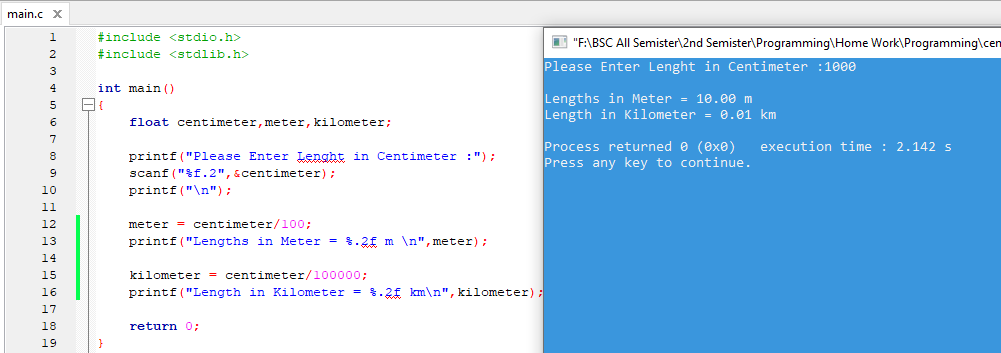 main.c X
1 #include <stdio.h>
2 #include <stdlib.h>
3
4 int main()
5 {
6 float centimeter,meter,kilometer;
7
8 printf("Please Enter Lenght in Centimeter :");
9 scanf("%f.2",&centimeter);
10 printf("\n");
11
12 meter = centimeter/100;
13 printf("Lengths in Meter = %.2f m \n",meter);
14
15 kilometer = centimeter/100000;
16 printf("Length in Kilometer = %.2f km\n",kilometer);
17
18 return 0;
19 }
"F:\BSC All Semister\2nd Semister\Programming\Home Work\Programming\cen
Please Enter Lenght in Centimeter :1000
Lengths in Meter = 10.00 m
Length in Kilometer = 0.01 km
Process returned 0 (0x0) execution time : 2.142 s
Press any key to continue.